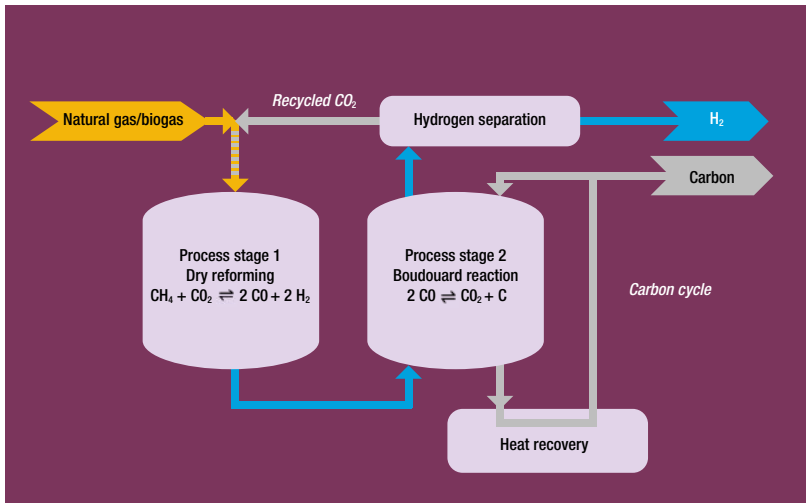 Recycled CO₂
Natural gas/biogas
Hydrogen separation
H₂
Carbon
Process stage 1
Dry reforming
CH₄ + CO₂ ⇌ 2 CO + 2 H₂
Process stage 2
Boudouard reaction
2 CO ⇌ CO₂ + C
Carbon cycle
Heat recovery